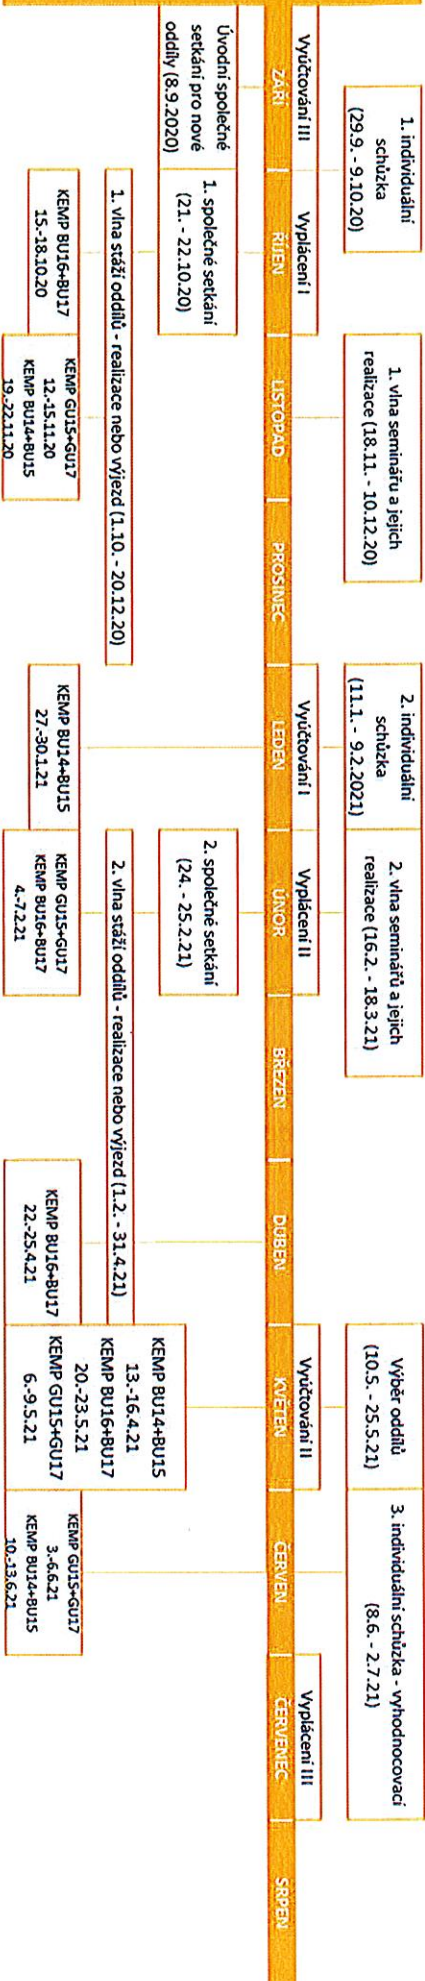 1. individuální
schůzka
(29.9. - 9.10.20)
1. vlna seminářu a jejich
realizace (18.11. - 10.12.20)
2. individuální
schůzka
(11.1. - 9.2.2021)
2. vlna seminářů a jejich
realizace (16.2. - 18.3.21)
Výběr oddílů
(10.5. - 25.5.21)
3. individuální schůzka - vyhodnocovací
(8.6. - 2.7.21)
Vyúčtování III
Vyplácení I
Vyúčtování I
Vyplácení II
Vyúčtování II
Vyplácení III
ZÁŘÍ
ŘÍJEN
LISTOPAD
PROSINEC
LEDEN
ÚNOR
BŘEZEN
DUBEN
KVĚTEN
ČERVEN
ČERVENEC
SRPEN
Úvodní společné
setkání pro nové
oddíly (8.9.2020)
1. společné setkání
(21. - 22.10.20)
2. společné setkání
(24. - 25.2.21)
1. vlna stáží oddílů - realizace nebo výjezd (1.10. - 20.12.20)
2. vlna stáží oddílů - realizace nebo výjezd (1.2. - 31.4.21)
KEMP BU16+BU17
15.-18.10.20
KEMP GU15+GU17
12.-15.11.20
KEMP BU14+BU15
19.-22.11.20
KEMP BU14+BU15
27.-30.1.21
KEMP GU15+GU17
KEMP BU16+BU17
4.-7.2.21
KEMP BU16+BU17
22.-25.4.21
KEMP BU14+BU15
13.-16.4.21
KEMP BU16+BU17
20.-23.5.21
KEMP GU15+GU17
6.-9.5.21
KEMP GU15+GU17
3.-6.6.21
KEMP BU14+BU15
10.-13.6.21